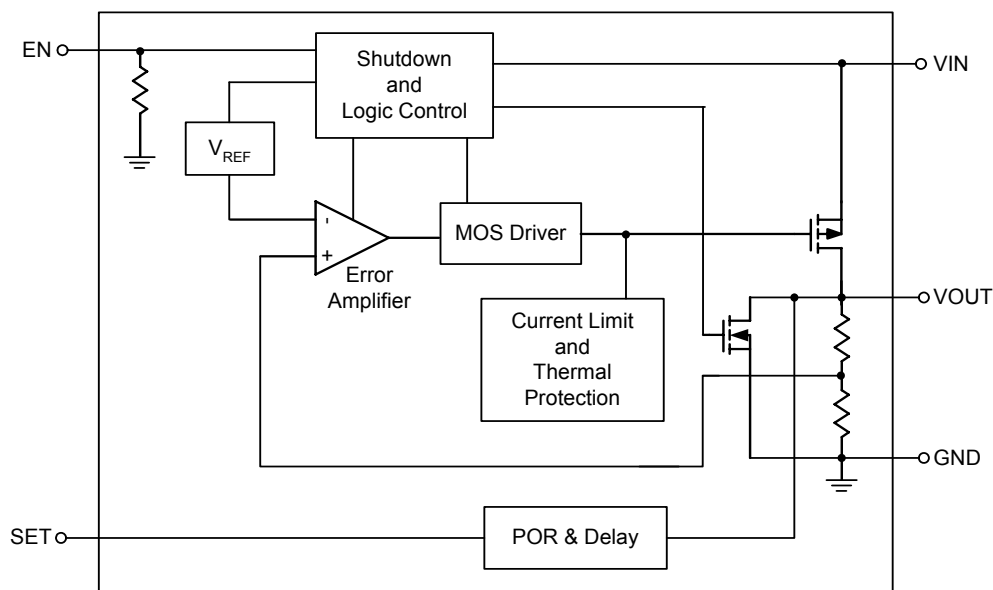 EN
Shutdown
and
Logic Control
VIN
VREF
-
+
MOS Driver
Error
Amplifier
VOUT
Current Limit
and
Thermal
Protection
GND
SET
POR & Delay